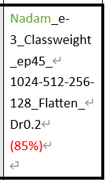 Nadam_e-
3_Classweight
_ep45_
1024-512-256-
128_Flatten_
Dr0.2
(85%)